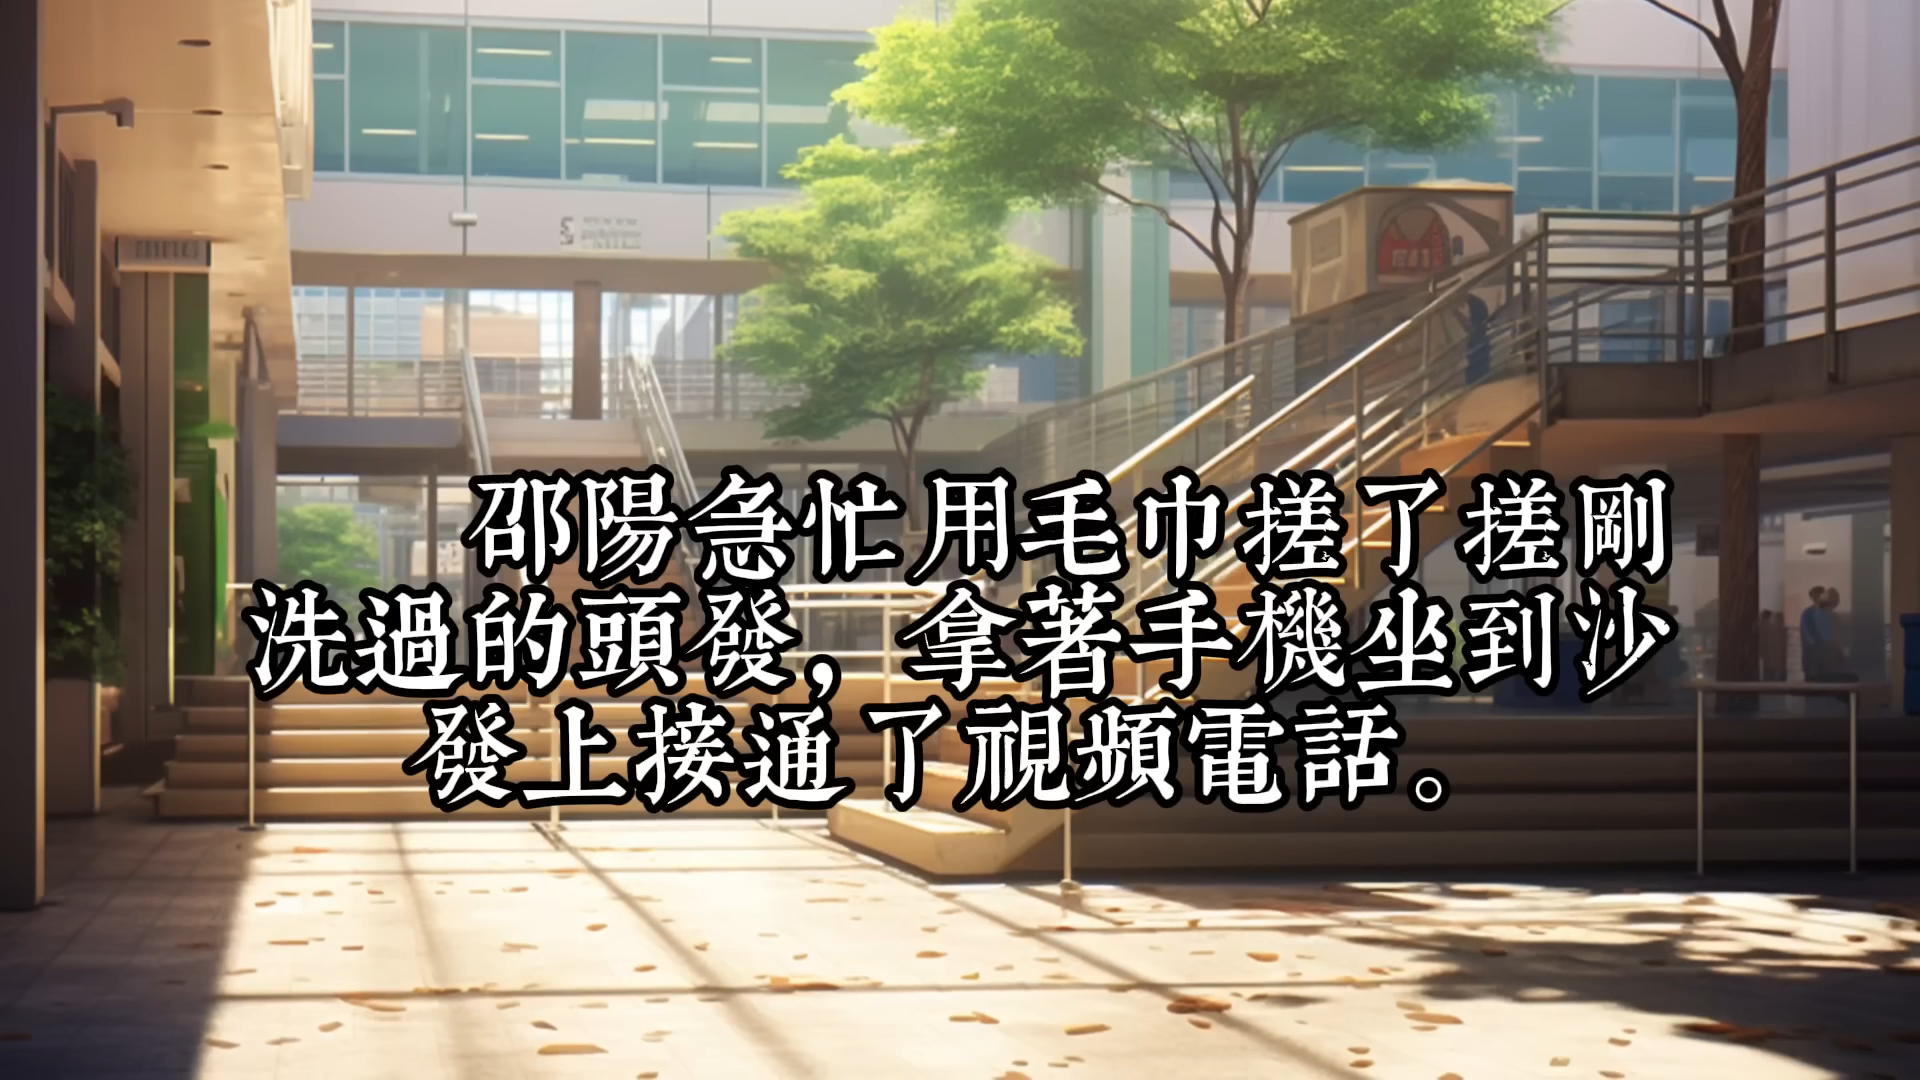 邵陽急忙用毛巾搓了搓剛
洗過的頭發，拿著手機坐到沙
發上接通了視頻電話。